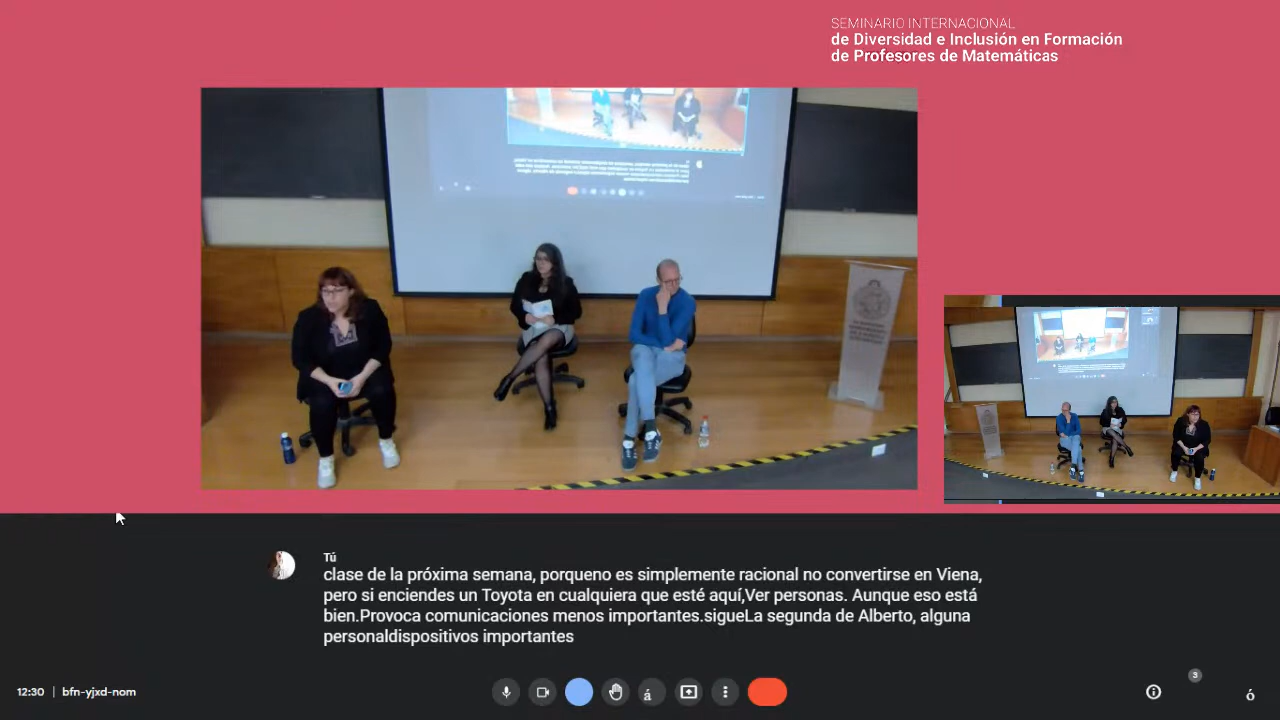 SEMINARIO INTERNACIONAL
de Diversidad e Inclusión en Formación
de Profesores de Matemáticas
Tú
clase de la próxima semana, porqueno es simplemente racional no convertirse en Viena,
pero si enciendes un Toyota en cualquiera que esté aquí,Ver personas. Aunque eso está
bien.Provoca comunicaciones menos importantes.sigueLa segunda de Alberto, alguna
personaldispositivos importantes
12:30 | bfn-yjxd-nom
á
3
ó